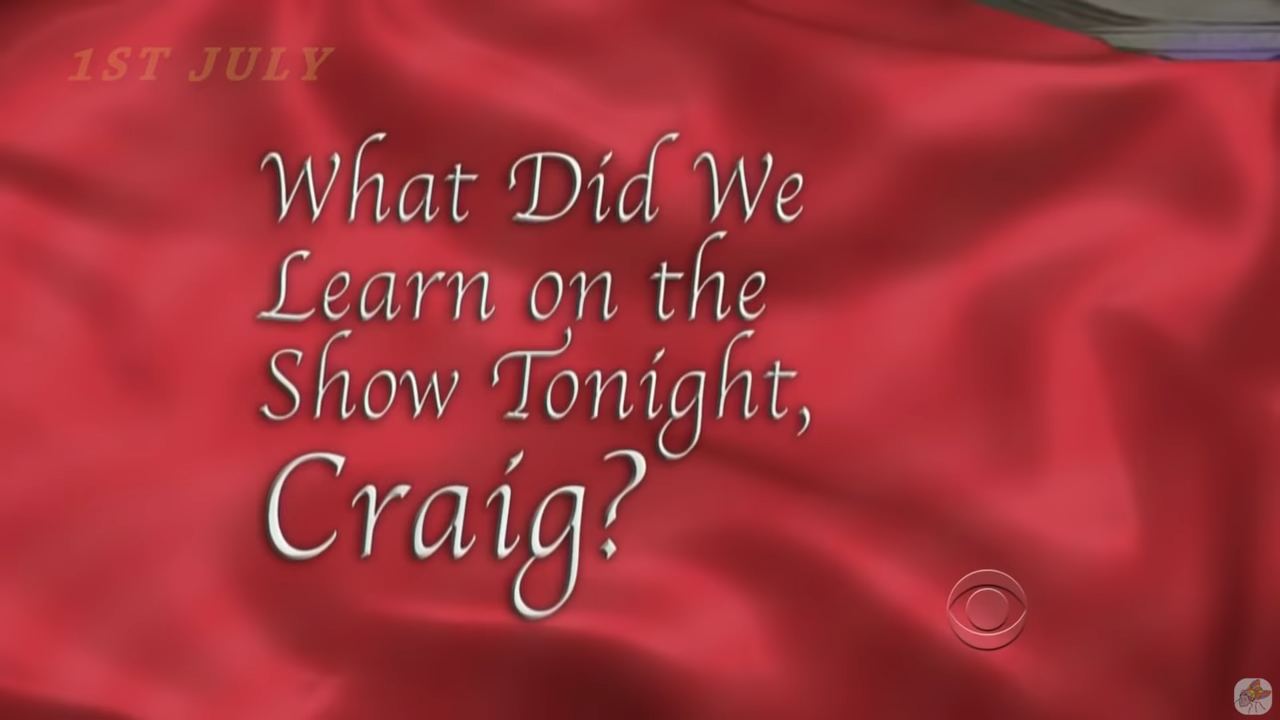 1ST JULY
What Did We
Learn on the
Show Tonight,
Craig?